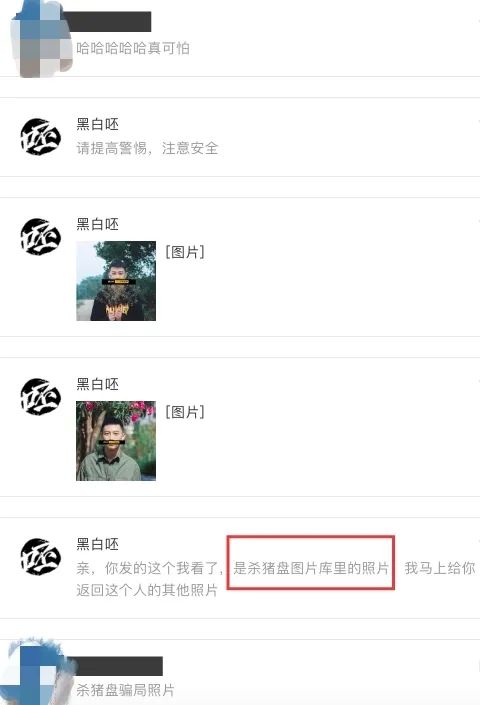 哈哈哈哈哈真可怕
黑白呸
请提高警惕，注意安全
黑白呸
[图片]
黑白呸
[图片]
黑白呸
亲，你发的这个我看了，是杀猪盘图片库里的照片，我马上给你
返回这个人的其他照片
杀猪盘骗局照片